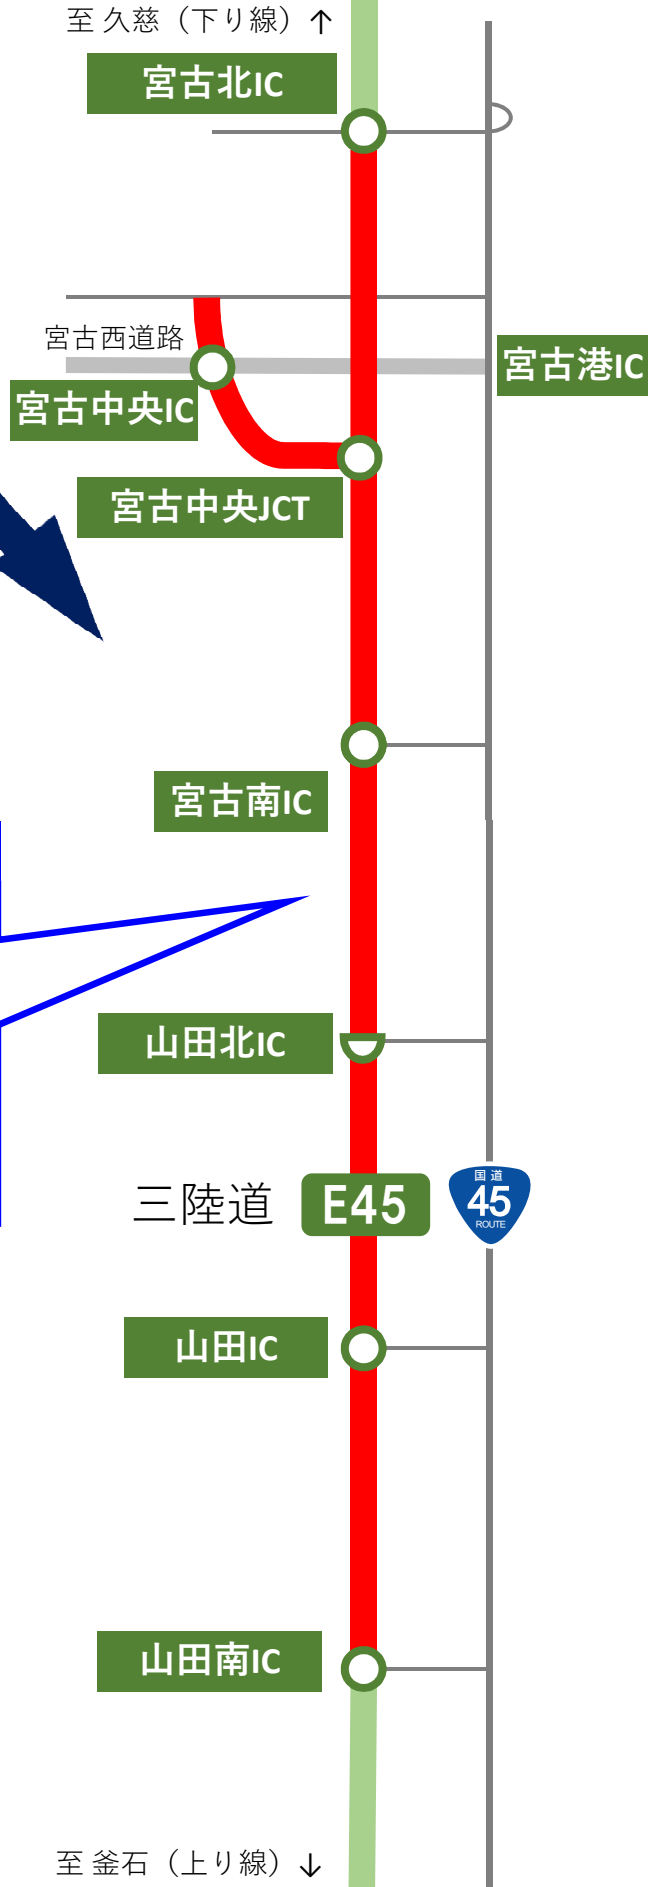 至 久慈（下り線）↑
宮古北IC
宮古西道路
宮古港IC
宮古中央IC
宮古中央JCT
宮古南IC
山田北IC
三陸道 E45
国道
45
ROUTE
山田IC
山田南IC
至 釜石（上り線）↓